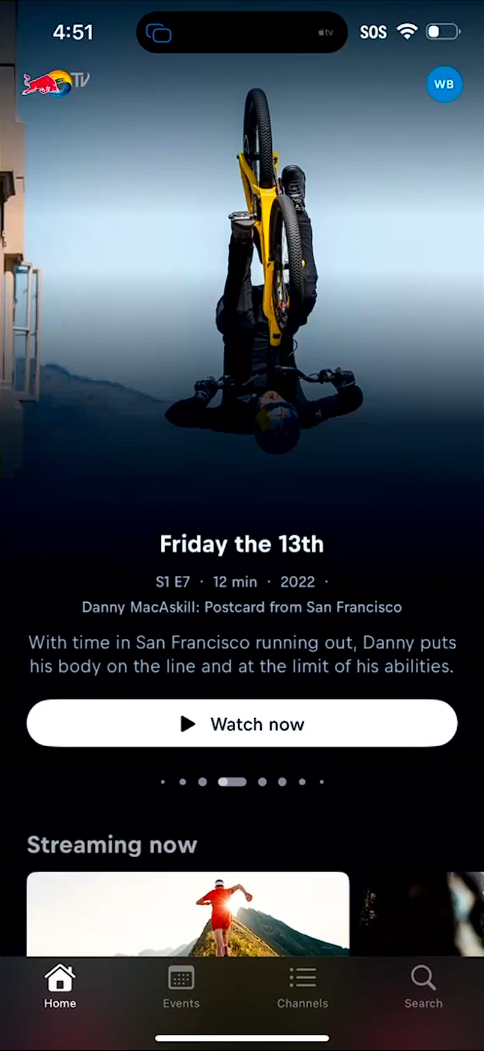 4:51
tv
SOS
TV
WB
Friday the 13th
S1 E7 · 12 min · 2022 ·
Danny MacAskill: Postcard from San Francisco
With time in San Francisco running out, Danny puts
his body on the line and at the limit of his abilities.
Watch now
Streaming now
Home
Events
Channels
Search